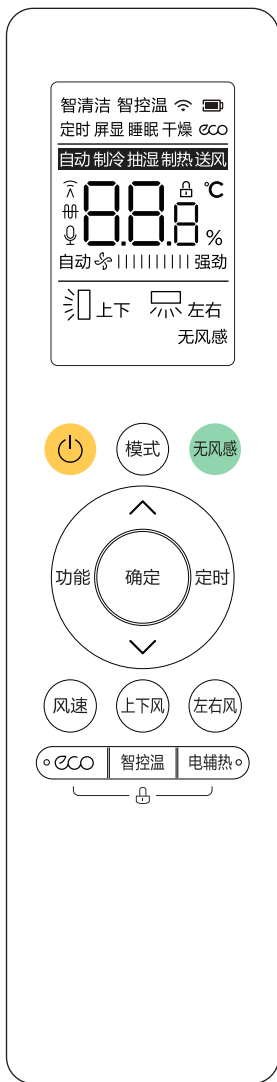 智清洁 智控温
定时 屏显 睡眠 干燥 eco
自动 制冷 抽湿 制热 送风
℃
88.8 %
自动 强劲
上下 左右
无风感
模式 无风感
功能 确定 定时
风速 上下风 左右风
eco 智控温 电辅热